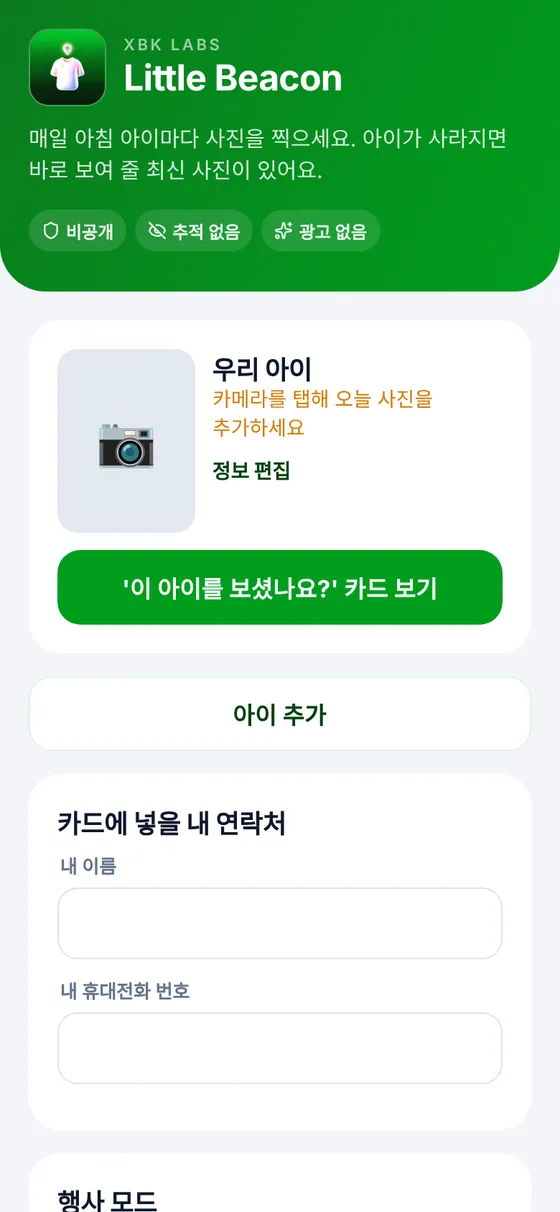 XBK LABS
Little Beacon
매일 아침 아이마다 사진을 찍으세요. 아이가 사라지면
바로 보여 줄 최신 사진이 있어요.
비공개
추적 없음
광고 없음
우리 아이
카메라를 탭해 오늘 사진을
추가하세요
정보 편집
'이 아이를 보셨나요?' 카드 보기
아이 추가
카드에 넣을 내 연락처
내 이름
내 휴대전화 번호
행사 모드